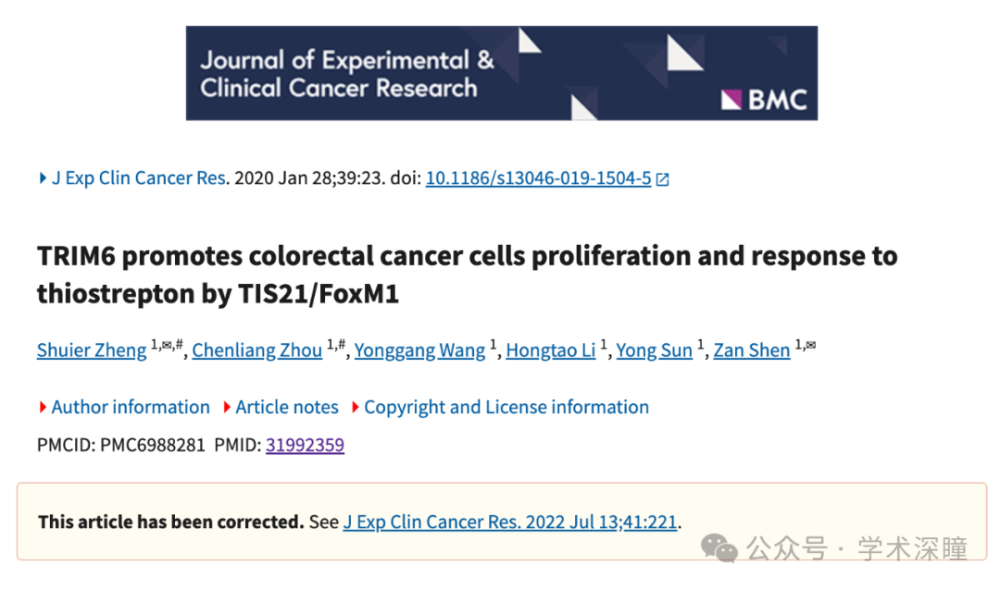 Journal of Experimental &
Clinical Cancer Research
BMC
J Exp Clin Cancer Res. 2020 Jan 28;39:23. doi: 10.1186/s13046-019-1504-5
TRIM6 promotes colorectal cancer cells proliferation and response to
thiostrepton by TIS21/FoxM1
Shuier Zheng 1,✉,#, Chenliang Zhou 1,#, Yonggang Wang 1, Hongtao Li 1, Yong Sun 1, Zan Shen 1,✉
Author information Article notes Copyright and License information
PMCID: PMC6988281 PMID: 31992359
This article has been corrected. See J Exp Clin Cancer Res. 2022 Jul 13;41:221.
公众号 · 学术深瞳